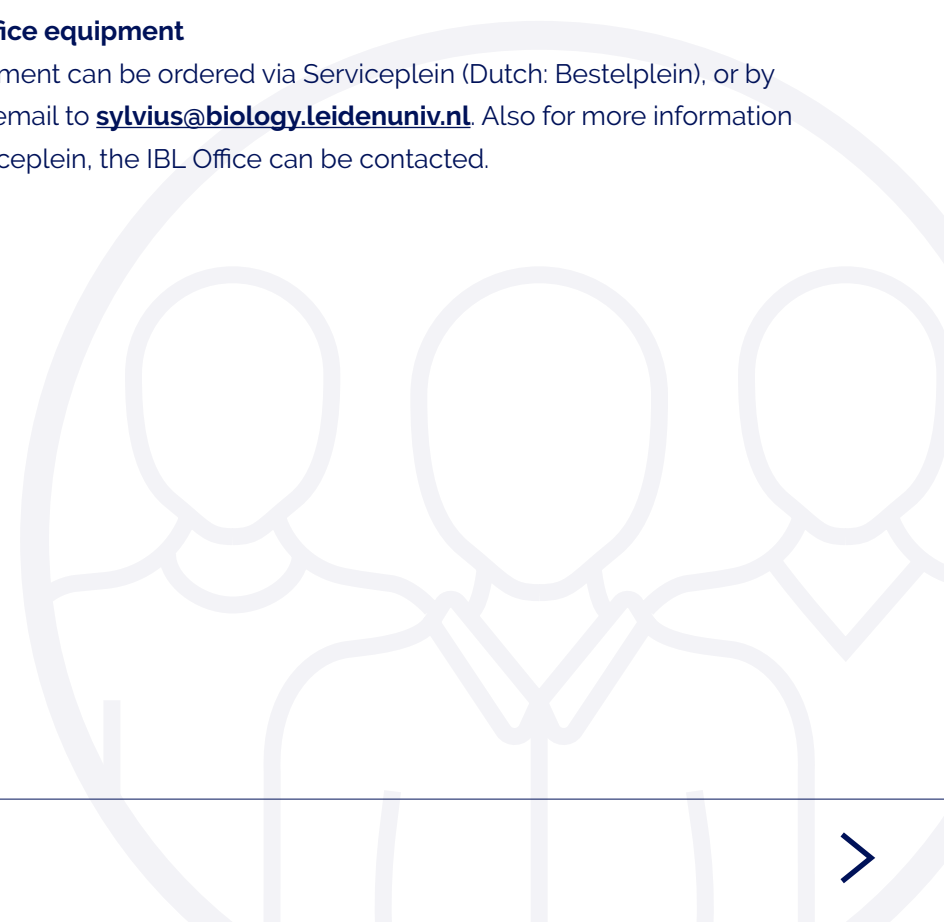 fice equipment
ment can be ordered via Serviceplein (Dutch: Bestelplein), or by
email to sylvius@biology.leidenuniv.nl. Also for more information
ceplein, the IBL Office can be contacted.